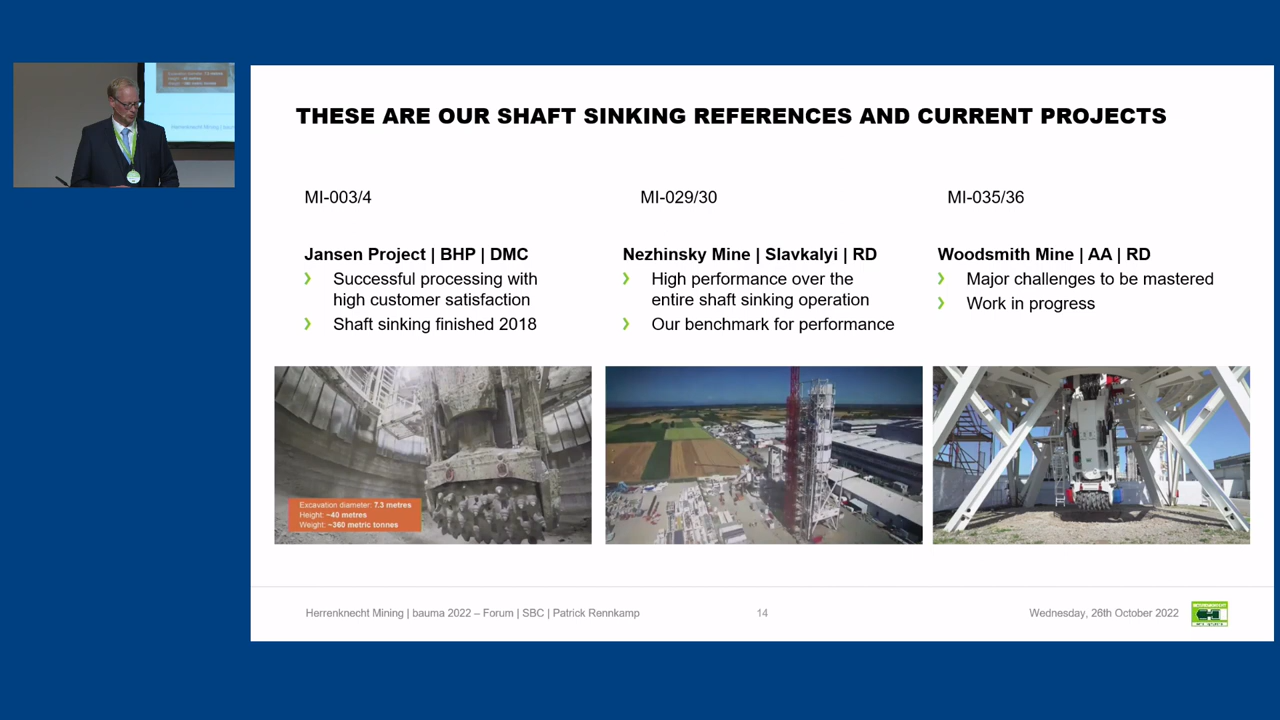 THESE ARE OUR SHAFT SINKING REFERENCES AND CURRENT PROJECTS
MI-003/4
Jansen Project | BHP | DMC
Successful processing with
high customer satisfaction
Shaft sinking finished 2018
MI-029/30
Nezhinsky Mine | Slavkalyi | RD
High performance over the
entire shaft sinking operation
Our benchmark for performance
MI-035/36
Woodsmith Mine | AA | RD
Major challenges to be mastered
Work in progress
Excavation diameter: 7.3 metres
Height: ~40 metres
Weight: ~360 metric tonnes
Herrenknecht Mining | bauma 2022 – Forum | SBC | Patrick Rennkamp
14
Wednesday, 26th October 2022